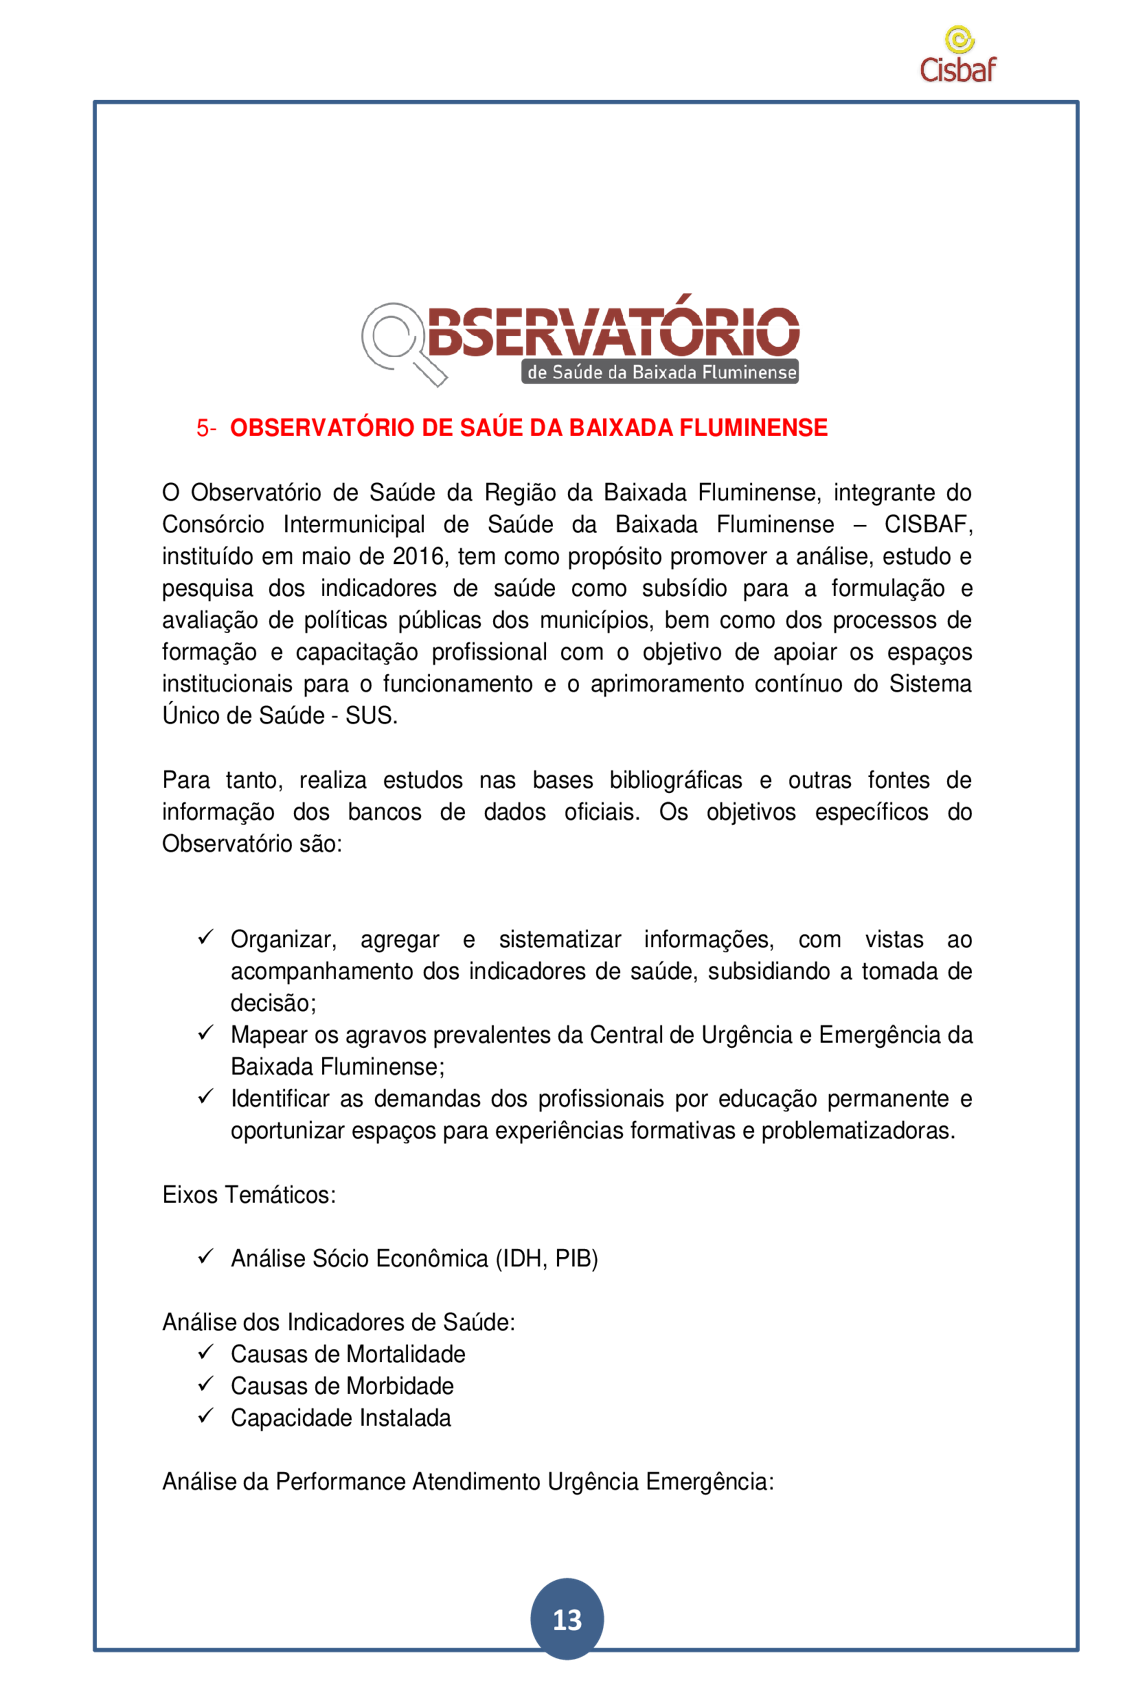 Cisbaf
OBSERVATÓRIO
de Saúde da Baixada Fluminense
5- OBSERVATÓRIO DE SAÚE DA BAIXADA FLUMINENSE
O Observatório de Saúde da Região da Baixada Fluminense, integrante do
Consórcio Intermunicipal de Saúde da Baixada Fluminense – CISBAF,
instituído em maio de 2016, tem como propósito promover a análise, estudo e
pesquisa dos indicadores de saúde como subsídio para a formulação e
avaliação de políticas públicas dos municípios, bem como dos processos de
formação e capacitação profissional com o objetivo de apoiar os espaços
institucionais para o funcionamento e o aprimoramento contínuo do Sistema
Único de Saúde - SUS.
Para tanto, realiza estudos nas bases bibliográficas e outras fontes de
informação dos bancos de dados oficiais. Os objetivos específicos do
Observatório são:
✓ Organizar, agregar e sistematizar informações, com vistas ao
acompanhamento dos indicadores de saúde, subsidiando a tomada de
decisão;
✓ Mapear os agravos prevalentes da Central de Urgência e Emergência da
Baixada Fluminense;
✓ Identificar as demandas dos profissionais por educação permanente e
oportunizar espaços para experiências formativas e problematizadoras.
Eixos Temáticos:
✓ Análise Sócio Econômica (IDH, PIB)
Análise dos Indicadores de Saúde:
✓ Causas de Mortalidade
✓ Causas de Morbidade
✓ Capacidade Instalada
Análise da Performance Atendimento Urgência Emergência:
13